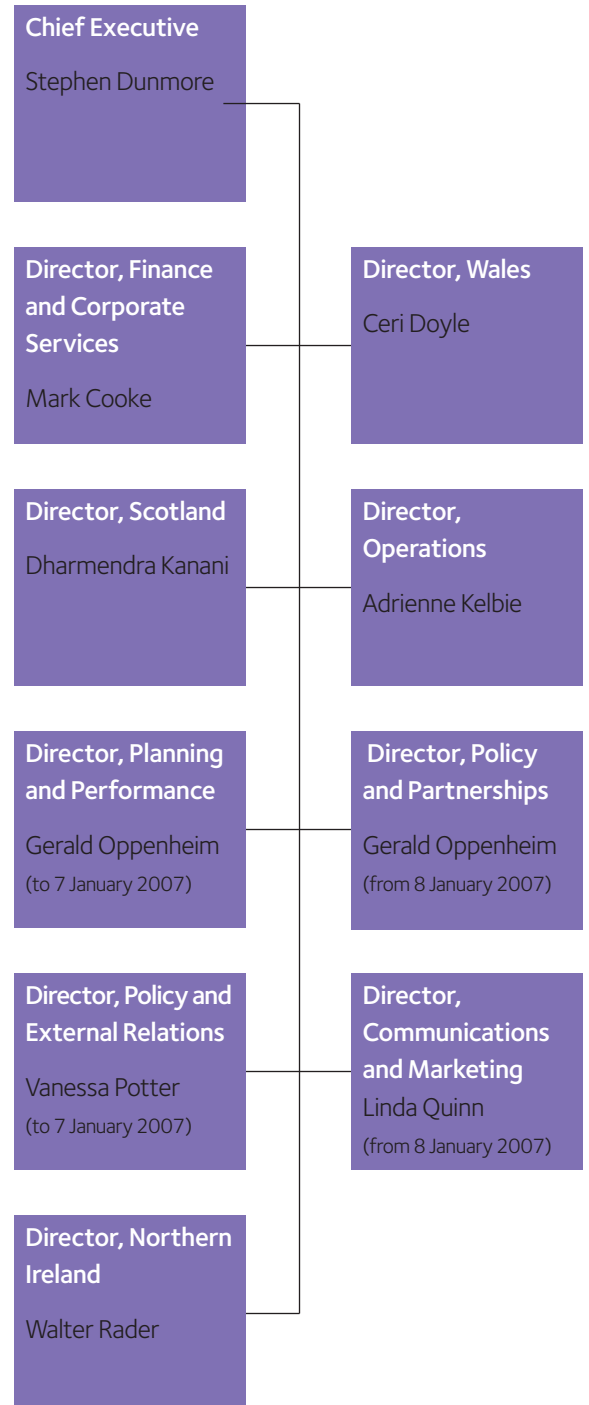 Chief Executive
Stephen Dunmore
Director, Finance
and Corporate
Services
Mark Cooke
Director, Wales
Ceri Doyle
Director, Scotland
Dharmendra Kanani
Director,
Operations
Adrienne Kelbie
Director, Planning
and Performance
Gerald Oppenheim
(to 7 January 2007)
Director, Policy
and Partnerships
Gerald Oppenheim
(from 8 January 2007)
Director, Policy and
External Relations
Vanessa Potter
(to 7 January 2007)
Director,
Communications
and Marketing
Linda Quinn
(from 8 January 2007)
Director, Northern
Ireland
Walter Rader